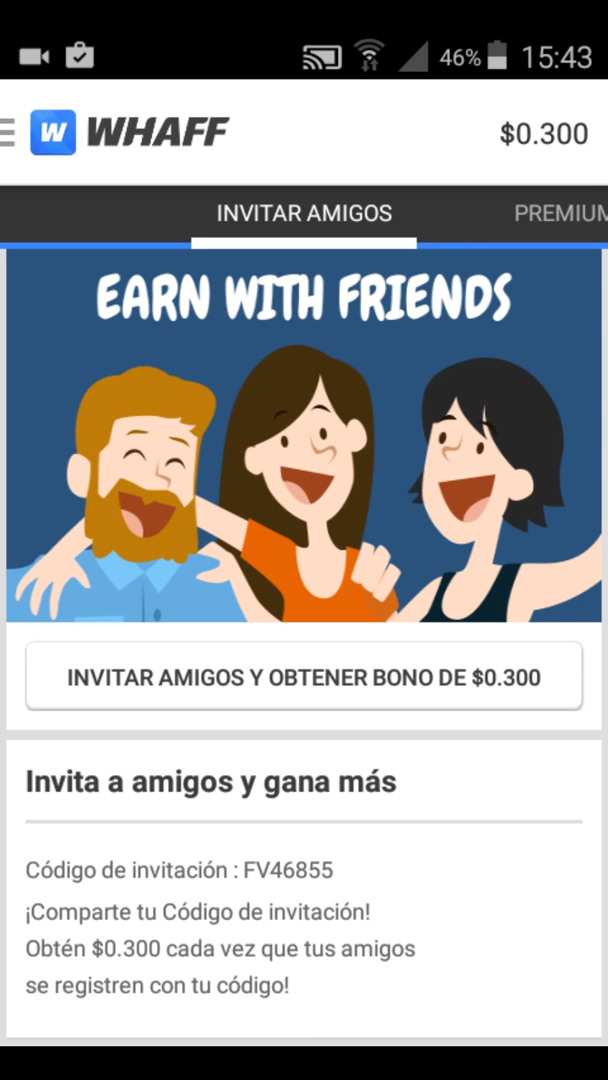 46% 15:43
W WHAFF $0.300
INVITAR AMIGOS PREMIUM
EARN WITH FRIENDS
INVITAR AMIGOS Y OBTENER BONO DE $0.300
Invita a amigos y gana más
Código de invitación : FV46855
¡Comparte tu Código de invitación!
Obtén $0.300 cada vez que tus amigos
se registren con tu código!